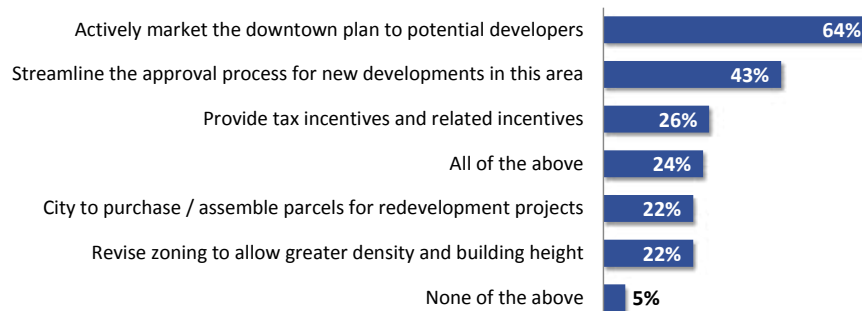 Actively market the downtown plan to potential developers 64%
Streamline the approval process for new developments in this area 43%
Provide tax incentives and related incentives 26%
All of the above 24%
City to purchase / assemble parcels for redevelopment projects 22%
Revise zoning to allow greater density and building height 22%
None of the above 5%